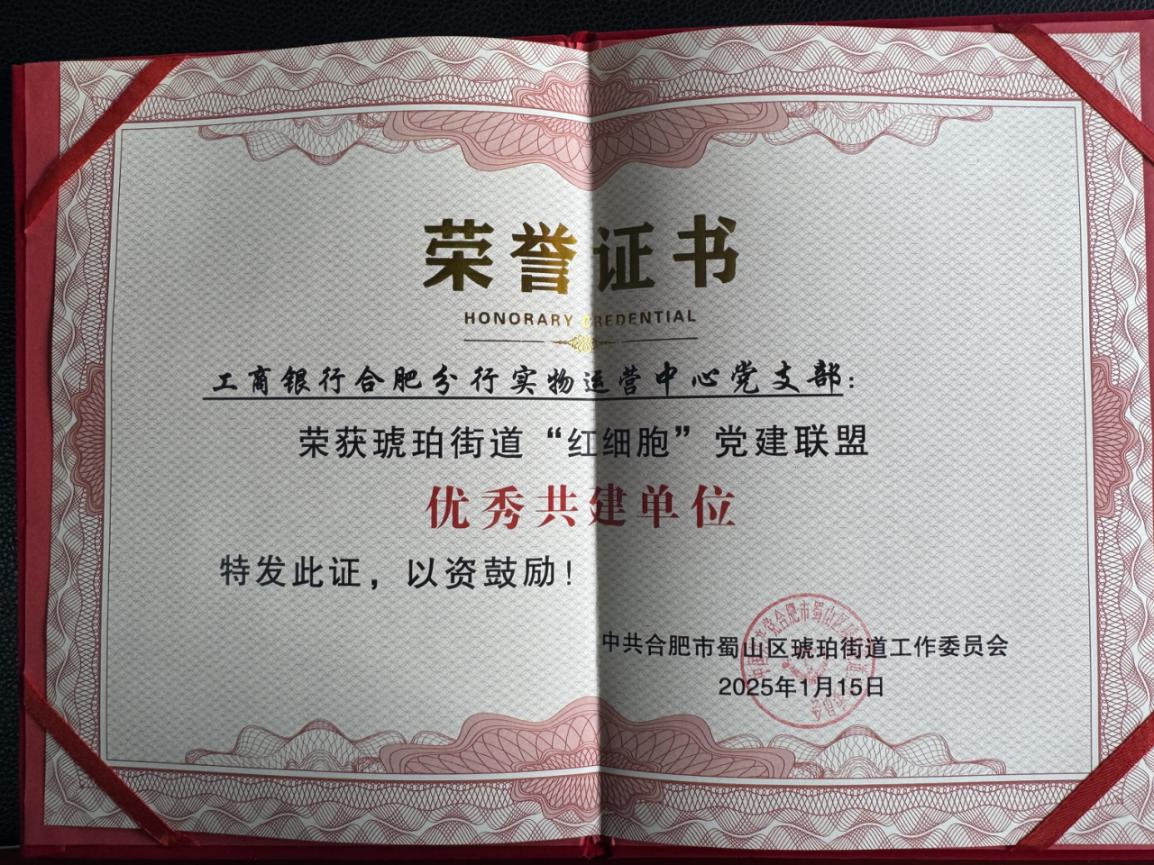 荣誉证书
HONORARY CREDENTIAL
工商银行合肥分行实物运营中心党支部：
荣获琥珀街道“红细胞”党建联盟
优秀共建单位
特发此证，以资鼓励！
中共合肥市蜀山区琥珀街道工作委员会
2025年1月15日